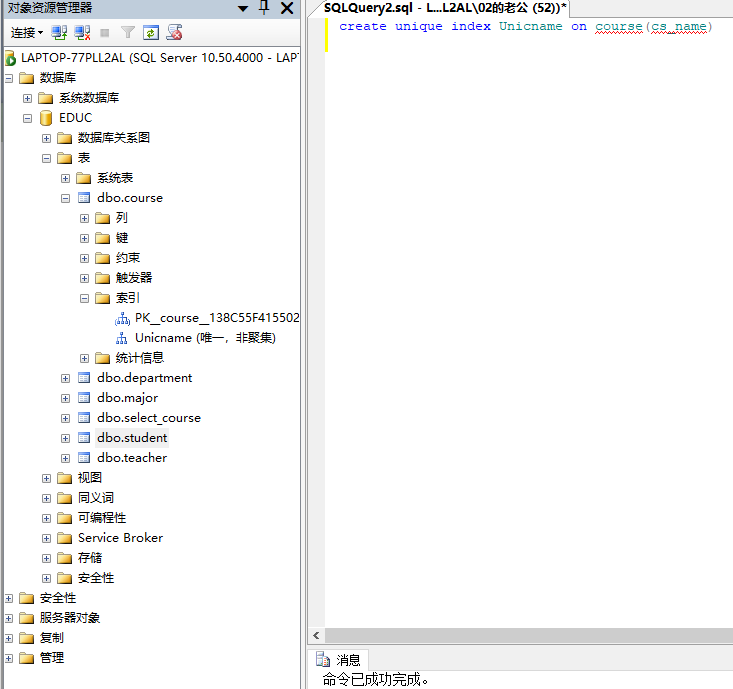 对象资源管理器
连接
LAPTOP-77PLL2AL (SQL Server 10.50.4000 - LAP
数据库
系统数据库
EDUC
数据库关系图
表
系统表
dbo.course
列
键
约束
触发器
索引
PK__course__138C55F415502
Unicname (唯一，非聚集)
统计信息
dbo.department
dbo.major
dbo.select_course
dbo.student
dbo.teacher
视图
同义词
可编程性
Service Broker
存储
安全性
安全性
服务器对象
复制
管理
SQLQuery2.sql - L...L2AL\02的老公 (52))*
create unique index Unicname on course(cs_name)
消息
命令已成功完成。